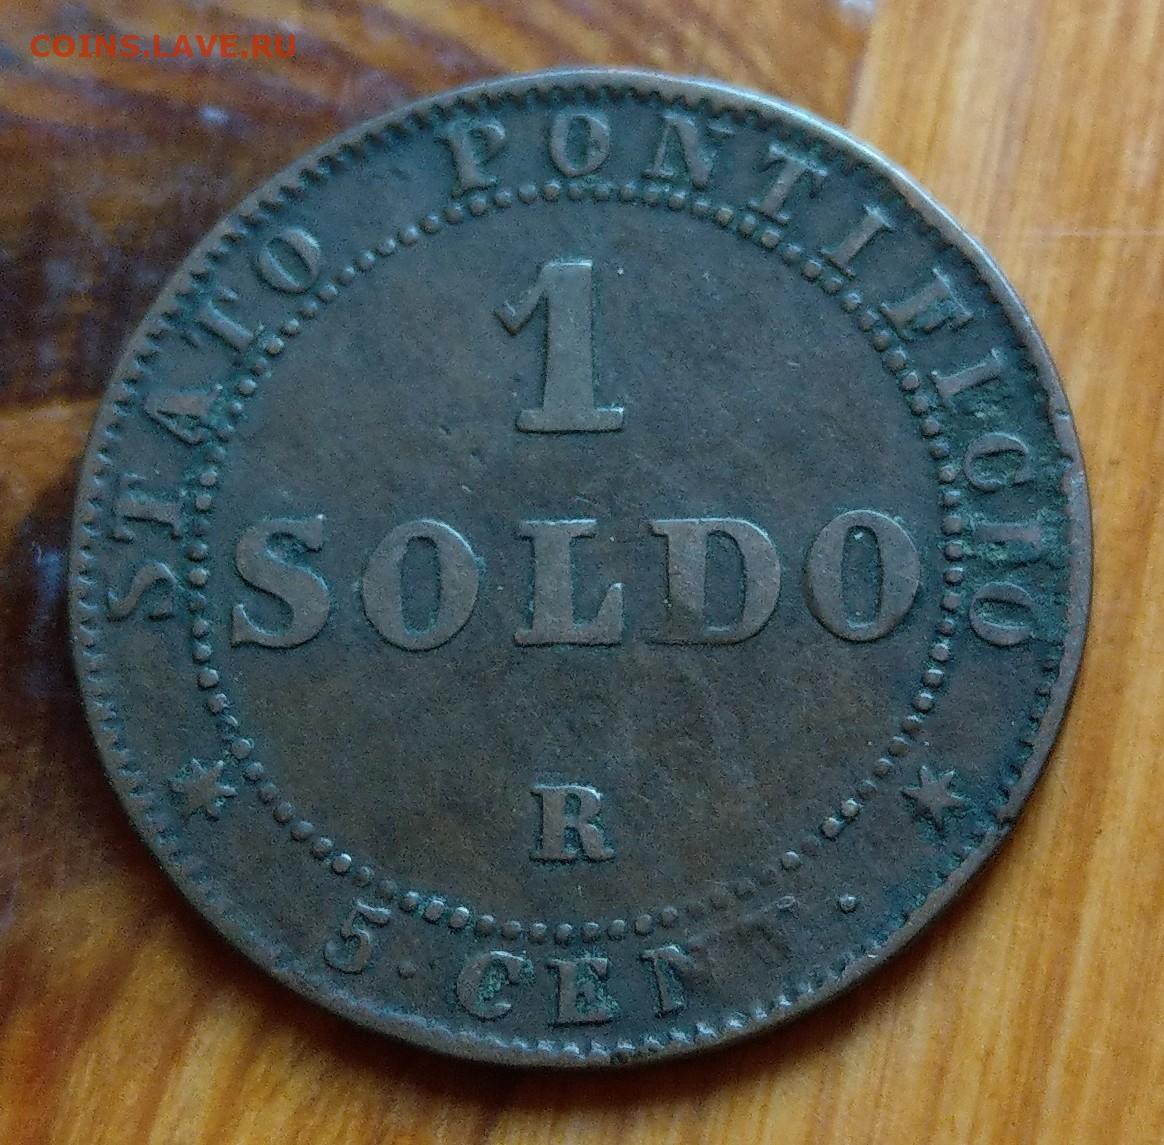 COINS.LAVE.RU
STATO PONTIFICIO
1
SOLDO
R
5 · CENT ·